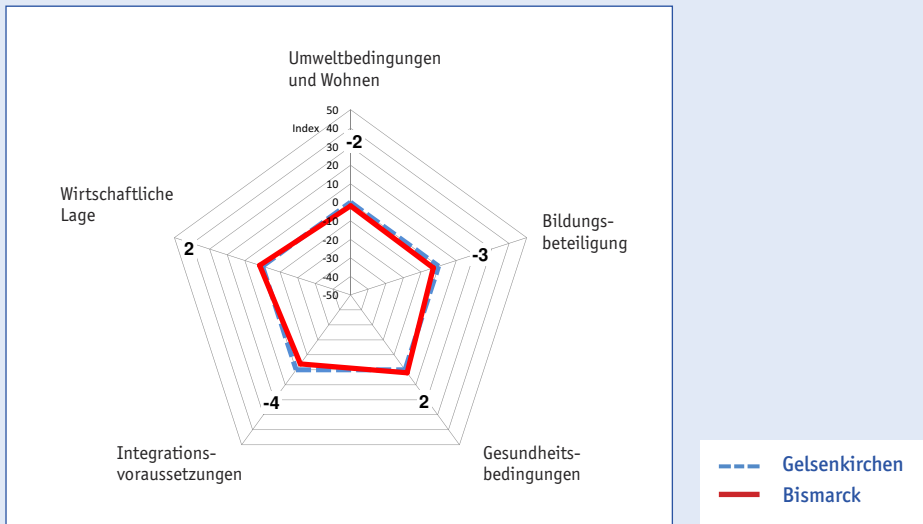 Umweltbedingungen
und Wohnen
50
Index
40
-2
30
20
10
0
-10
-20
-30
-40
-50
Wirtschaftliche
Lage
2
Bildungs-
beteiligung
-3
-4
2
Integrations-
voraussetzungen
Gesundheits-
bedingungen
Gelsenkirchen
Bismarck